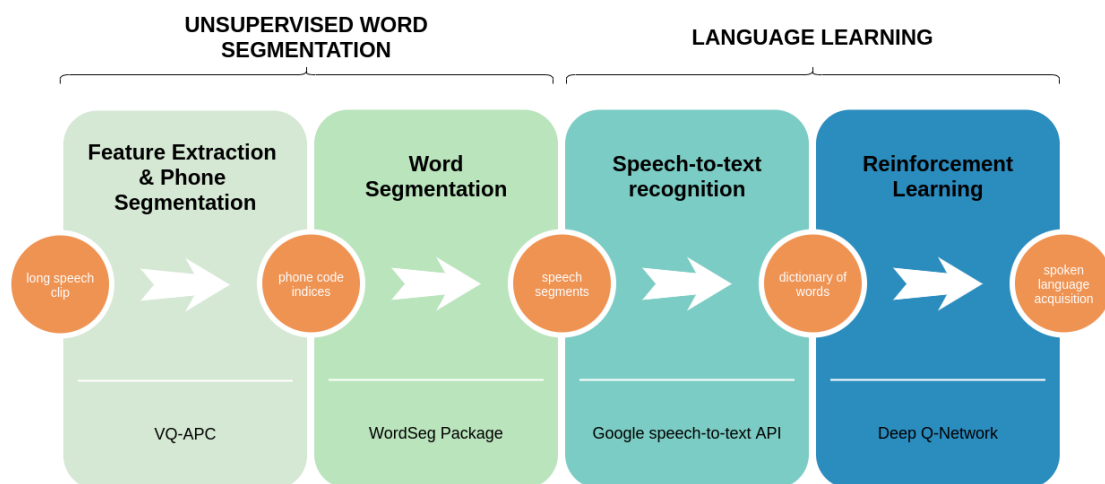 UNSUPERVISED WORD
SEGMENTATION
LANGUAGE LEARNING
Feature Extraction
& Phone
Segmentation
Word
Segmentation
Speech-to-text
recognition
Reinforcement
Learning
long speech
clip
phone code
indices
speech
segments
dictionary of
words
spoken
language
acquisition
VQ-APC
WordSeg Package
Google speech-to-text API
Deep Q-Network